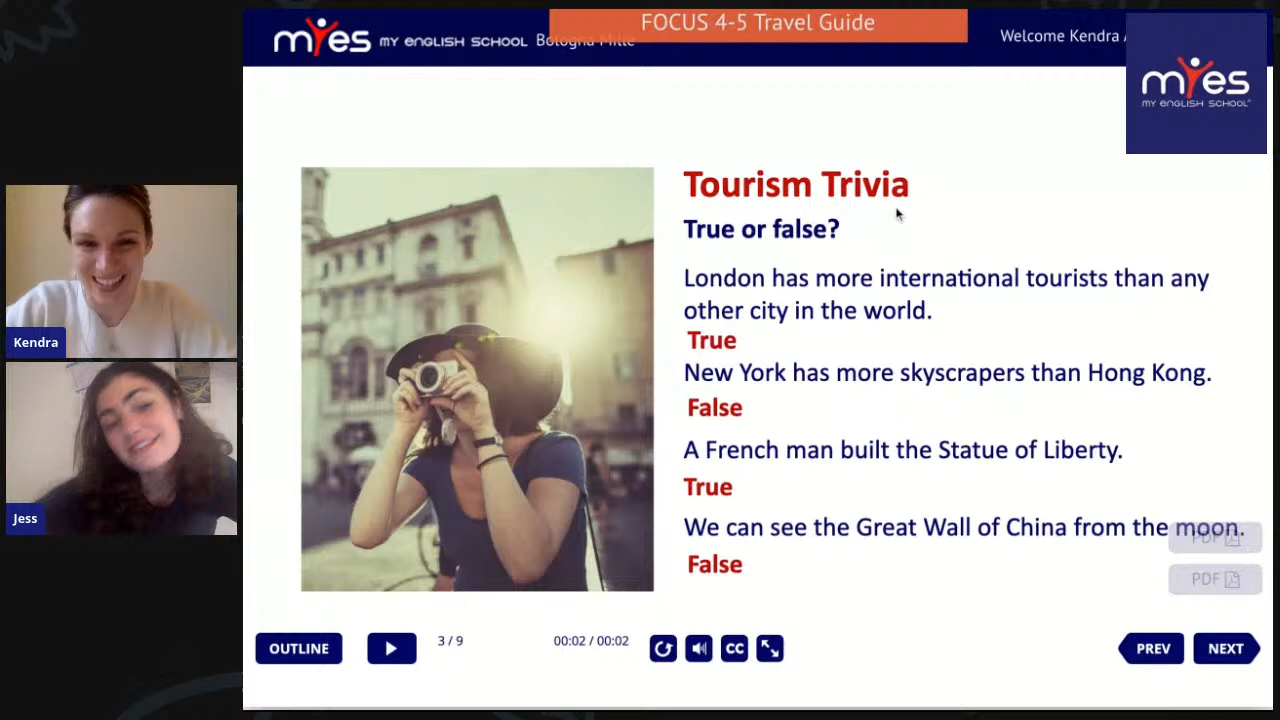 FOCUS 4-5 Travel Guide
myes MY ENGLISH SCHOOL Bologna Mille
Welcome Kendra A
myes
MY ENGLISH SCHOOL
Tourism Trivia
True or false?
London has more international tourists than any
other city in the world.
True
New York has more skyscrapers than Hong Kong.
False
A French man built the Statue of Liberty.
True
We can see the Great Wall of China from the moon.
False
PDF
PDF
Kendra
Jess
OUTLINE
3 / 9
00:02 / 00:02
CC
PREV
NEXT